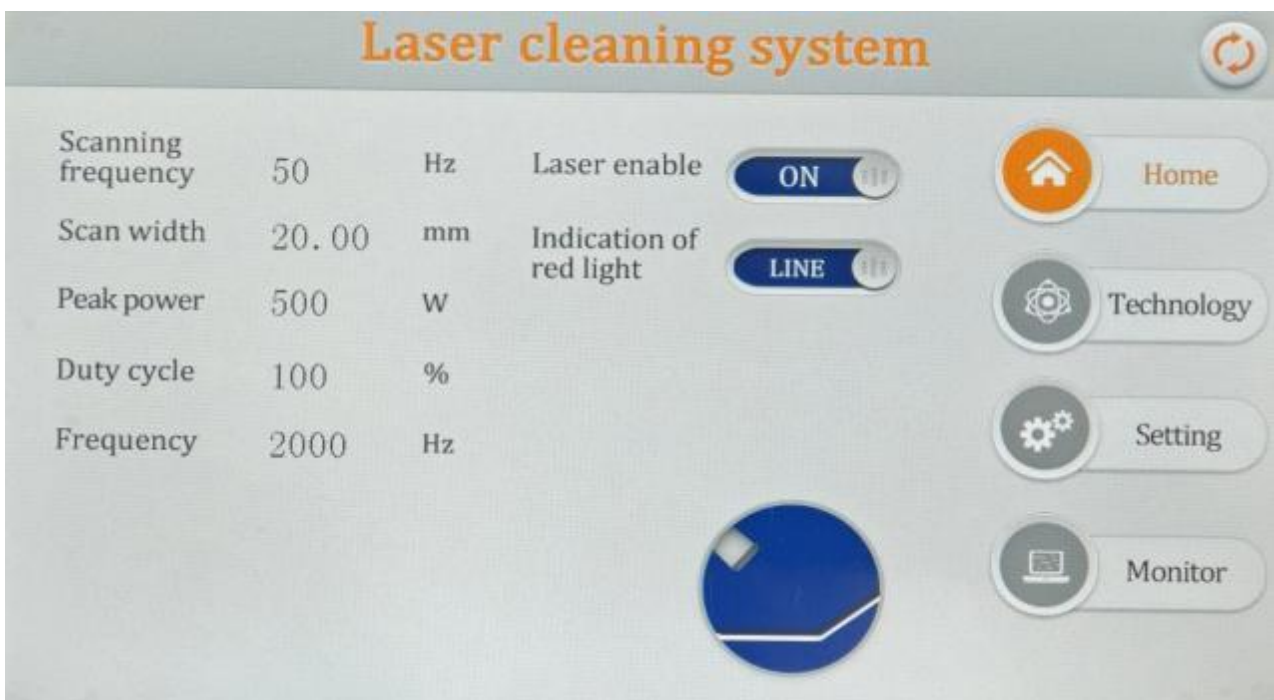 Laser cleaning system
Scanning
frequency
50
Hz
Scan width
20.00
mm
Peak power
500
W
Duty cycle
100
%
Frequency
2000
Hz
Laser enable
ON
Indication of
red light
LINE
Home
Technology
Setting
Monitor